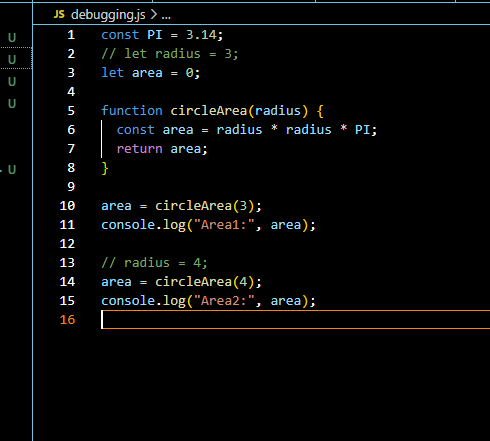 U
U
U
U
U
JS debugging.js > ...
1 const PI = 3.14;
2 // let radius = 3;
3 let area = 0;
4
5 function circleArea(radius) {
6   const area = radius * radius * PI;
7   return area;
8 }
9
10 area = circleArea(3);
11 console.log("Area1:", area);
12
13 // radius = 4;
14 area = circleArea(4);
15 console.log("Area2:", area);
16